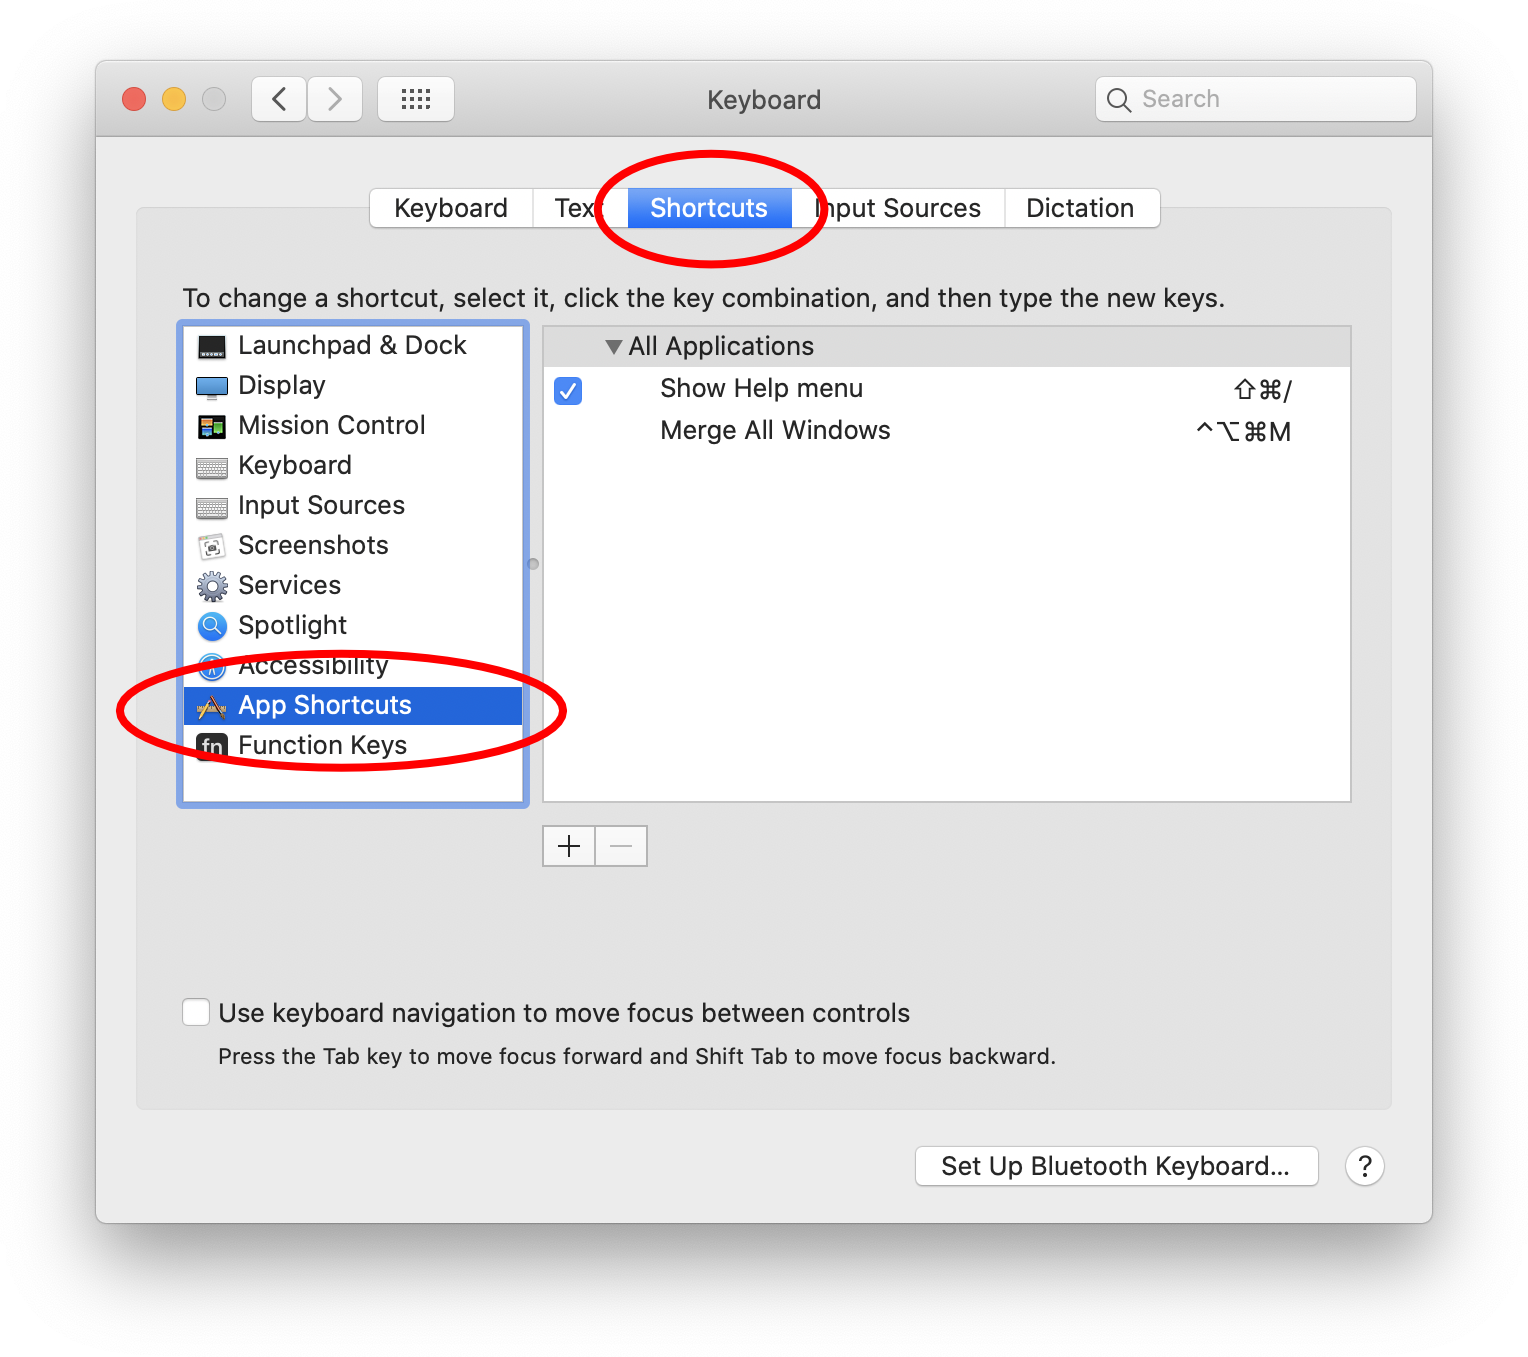 Keyboard
Search
Keyboard
Text
Shortcuts
Input Sources
Dictation
To change a shortcut, select it, click the key combination, and then type the new keys.
Launchpad & Dock
Display
Mission Control
Keyboard
Input Sources
Screenshots
Services
Spotlight
Accessibility
App Shortcuts
fn Function Keys
All Applications
Show Help menu ⇧⌘/
Merge All Windows ^⌥⌘M
Use keyboard navigation to move focus between controls
Press the Tab key to move focus forward and Shift Tab to move focus backward.
Set Up Bluetooth Keyboard...
?